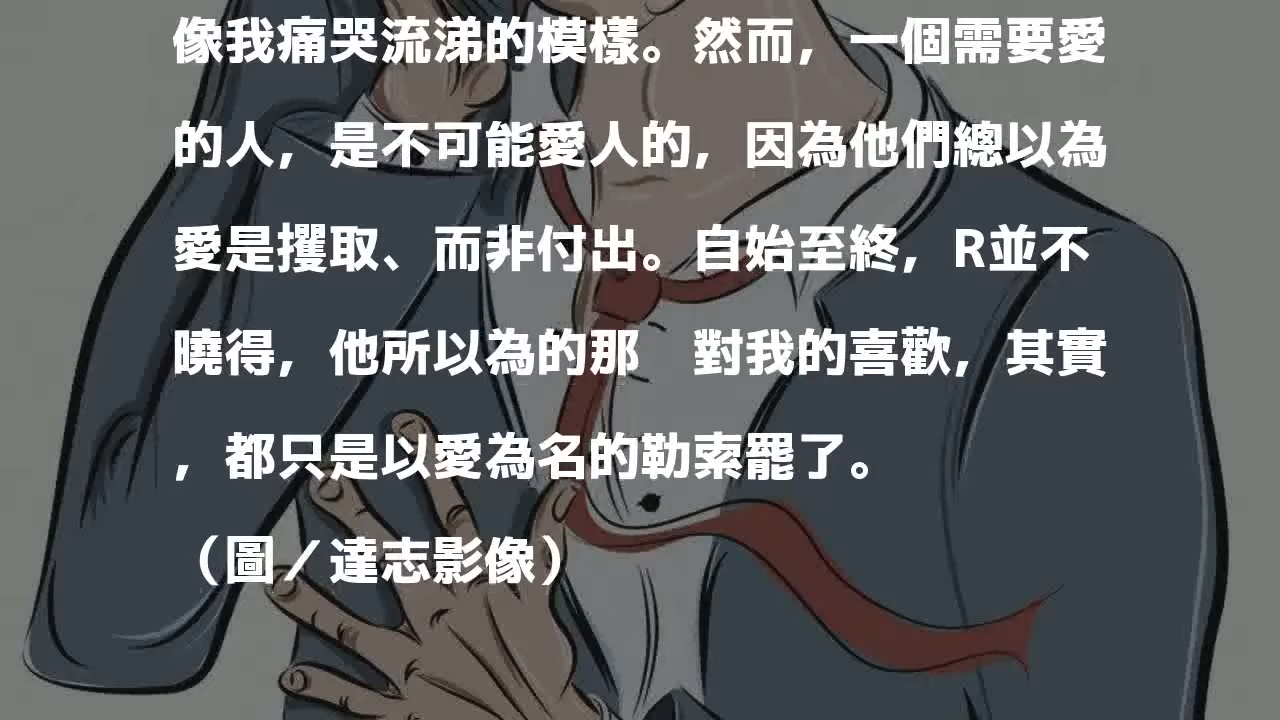 像我痛哭流涕的模樣。然而，一個需要愛
的人，是不可能愛人的，因為他們總以為
愛是攫取、而非付出。自始至終，R並不
曉得，他所以為的那　對我的喜歡，其實
，都只是以愛為名的勒索罷了。
（圖／達志影像）